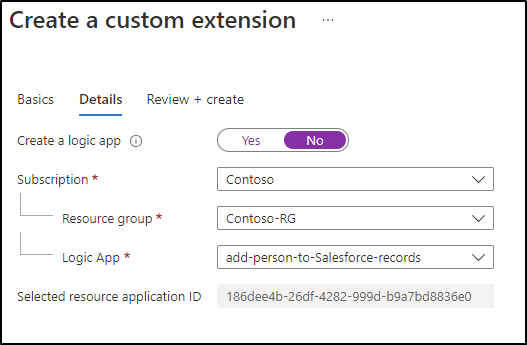 Create a custom extension ...
Basics Details Review + create
Create a logic app Yes No
Subscription * Contoso
Resource group * Contoso-RG
Logic App * add-person-to-Salesforce-records
Selected resource application ID 186dee4b-26df-4282-999d-b9a7bd8836e0